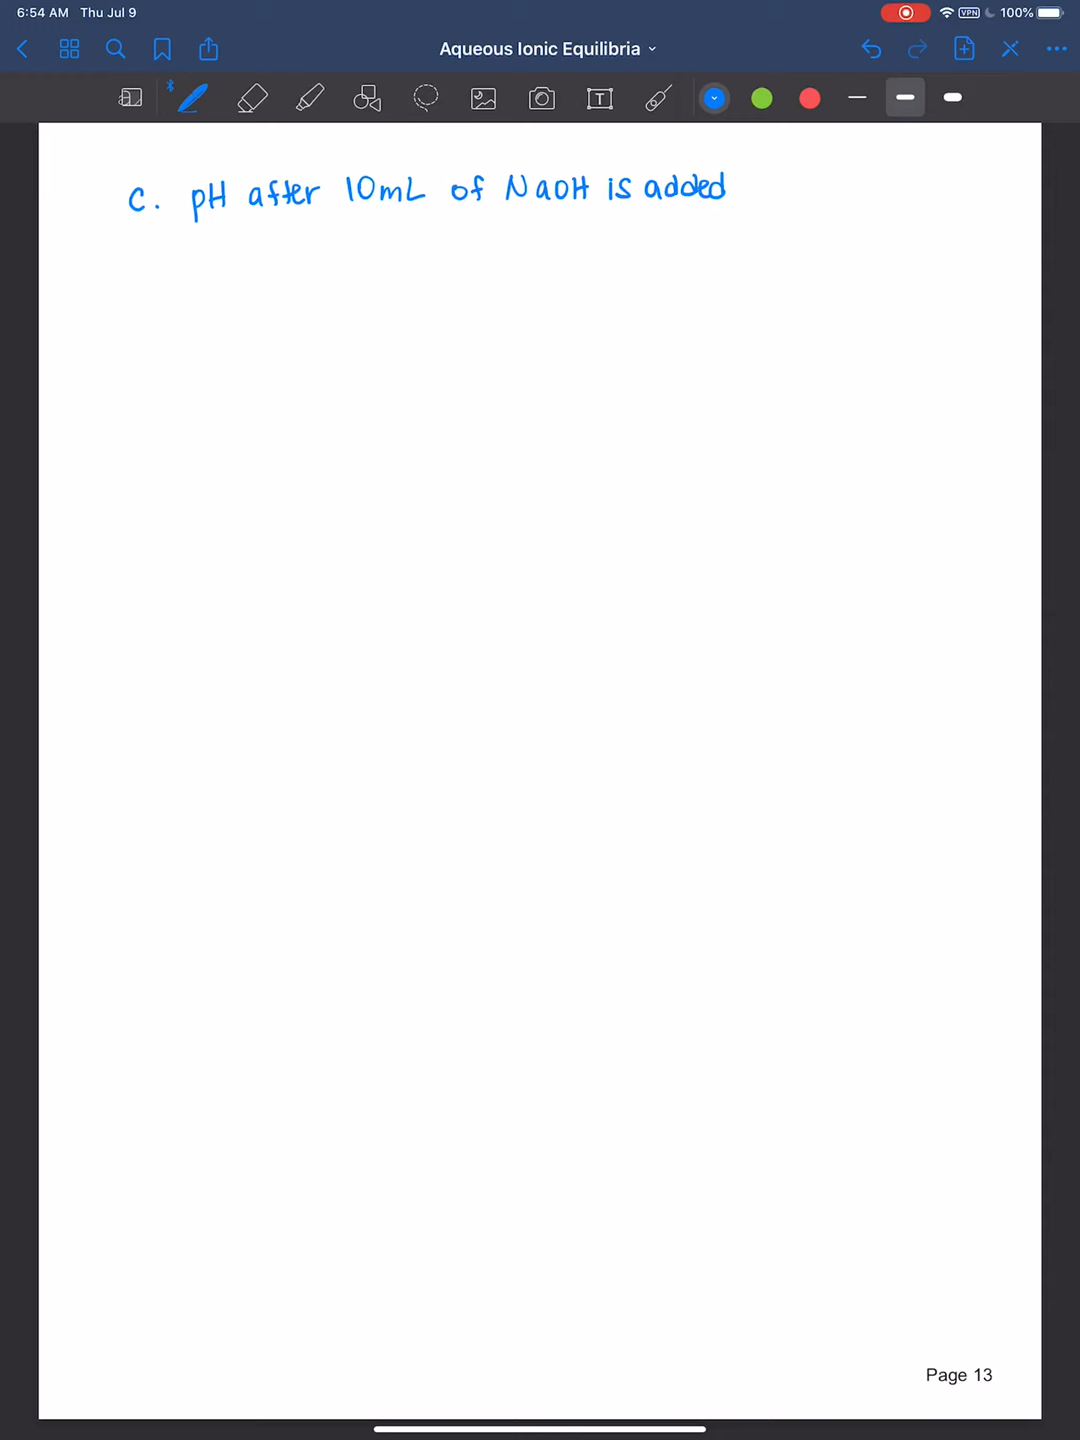 6:54 AM Thu Jul 9
VPN 100%
Aqueous Ionic Equilibria
T
c. pH after 10mL of NaOH is added
Page 13